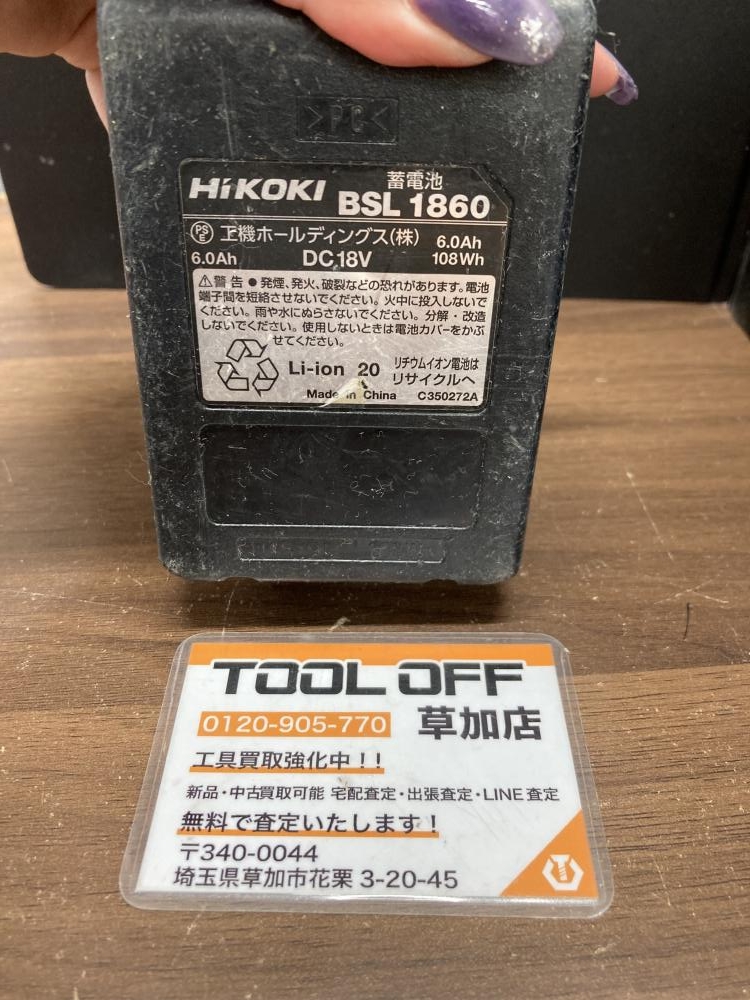 >PC<
HiKOKI
蓄電池
BSL 1860
PS
E
工機ホールディングス(株)
6.0Ah
6.0Ah
DC 18V
108Wh
警告 ● 発煙、発火、破裂などの恐れがあります。電池
端子間を短絡させないでください。火中に投入しないで
ください。雨や水にぬらさないでください。分解・改造
しないでください。使用しないときは電池カバーをかぶ
せてください。
Li-ion 20
リチウムイオン電池は
リサイクルへ
Made in China
C350272A
TOOL OFF
0120-905-770
草加店
工具買取強化中!!
新品・中古買取可能 宅配査定・出張査定・LINE査定
無料で査定いたします!
〒340-0044
埼玉県草加市花栗 3-20-45